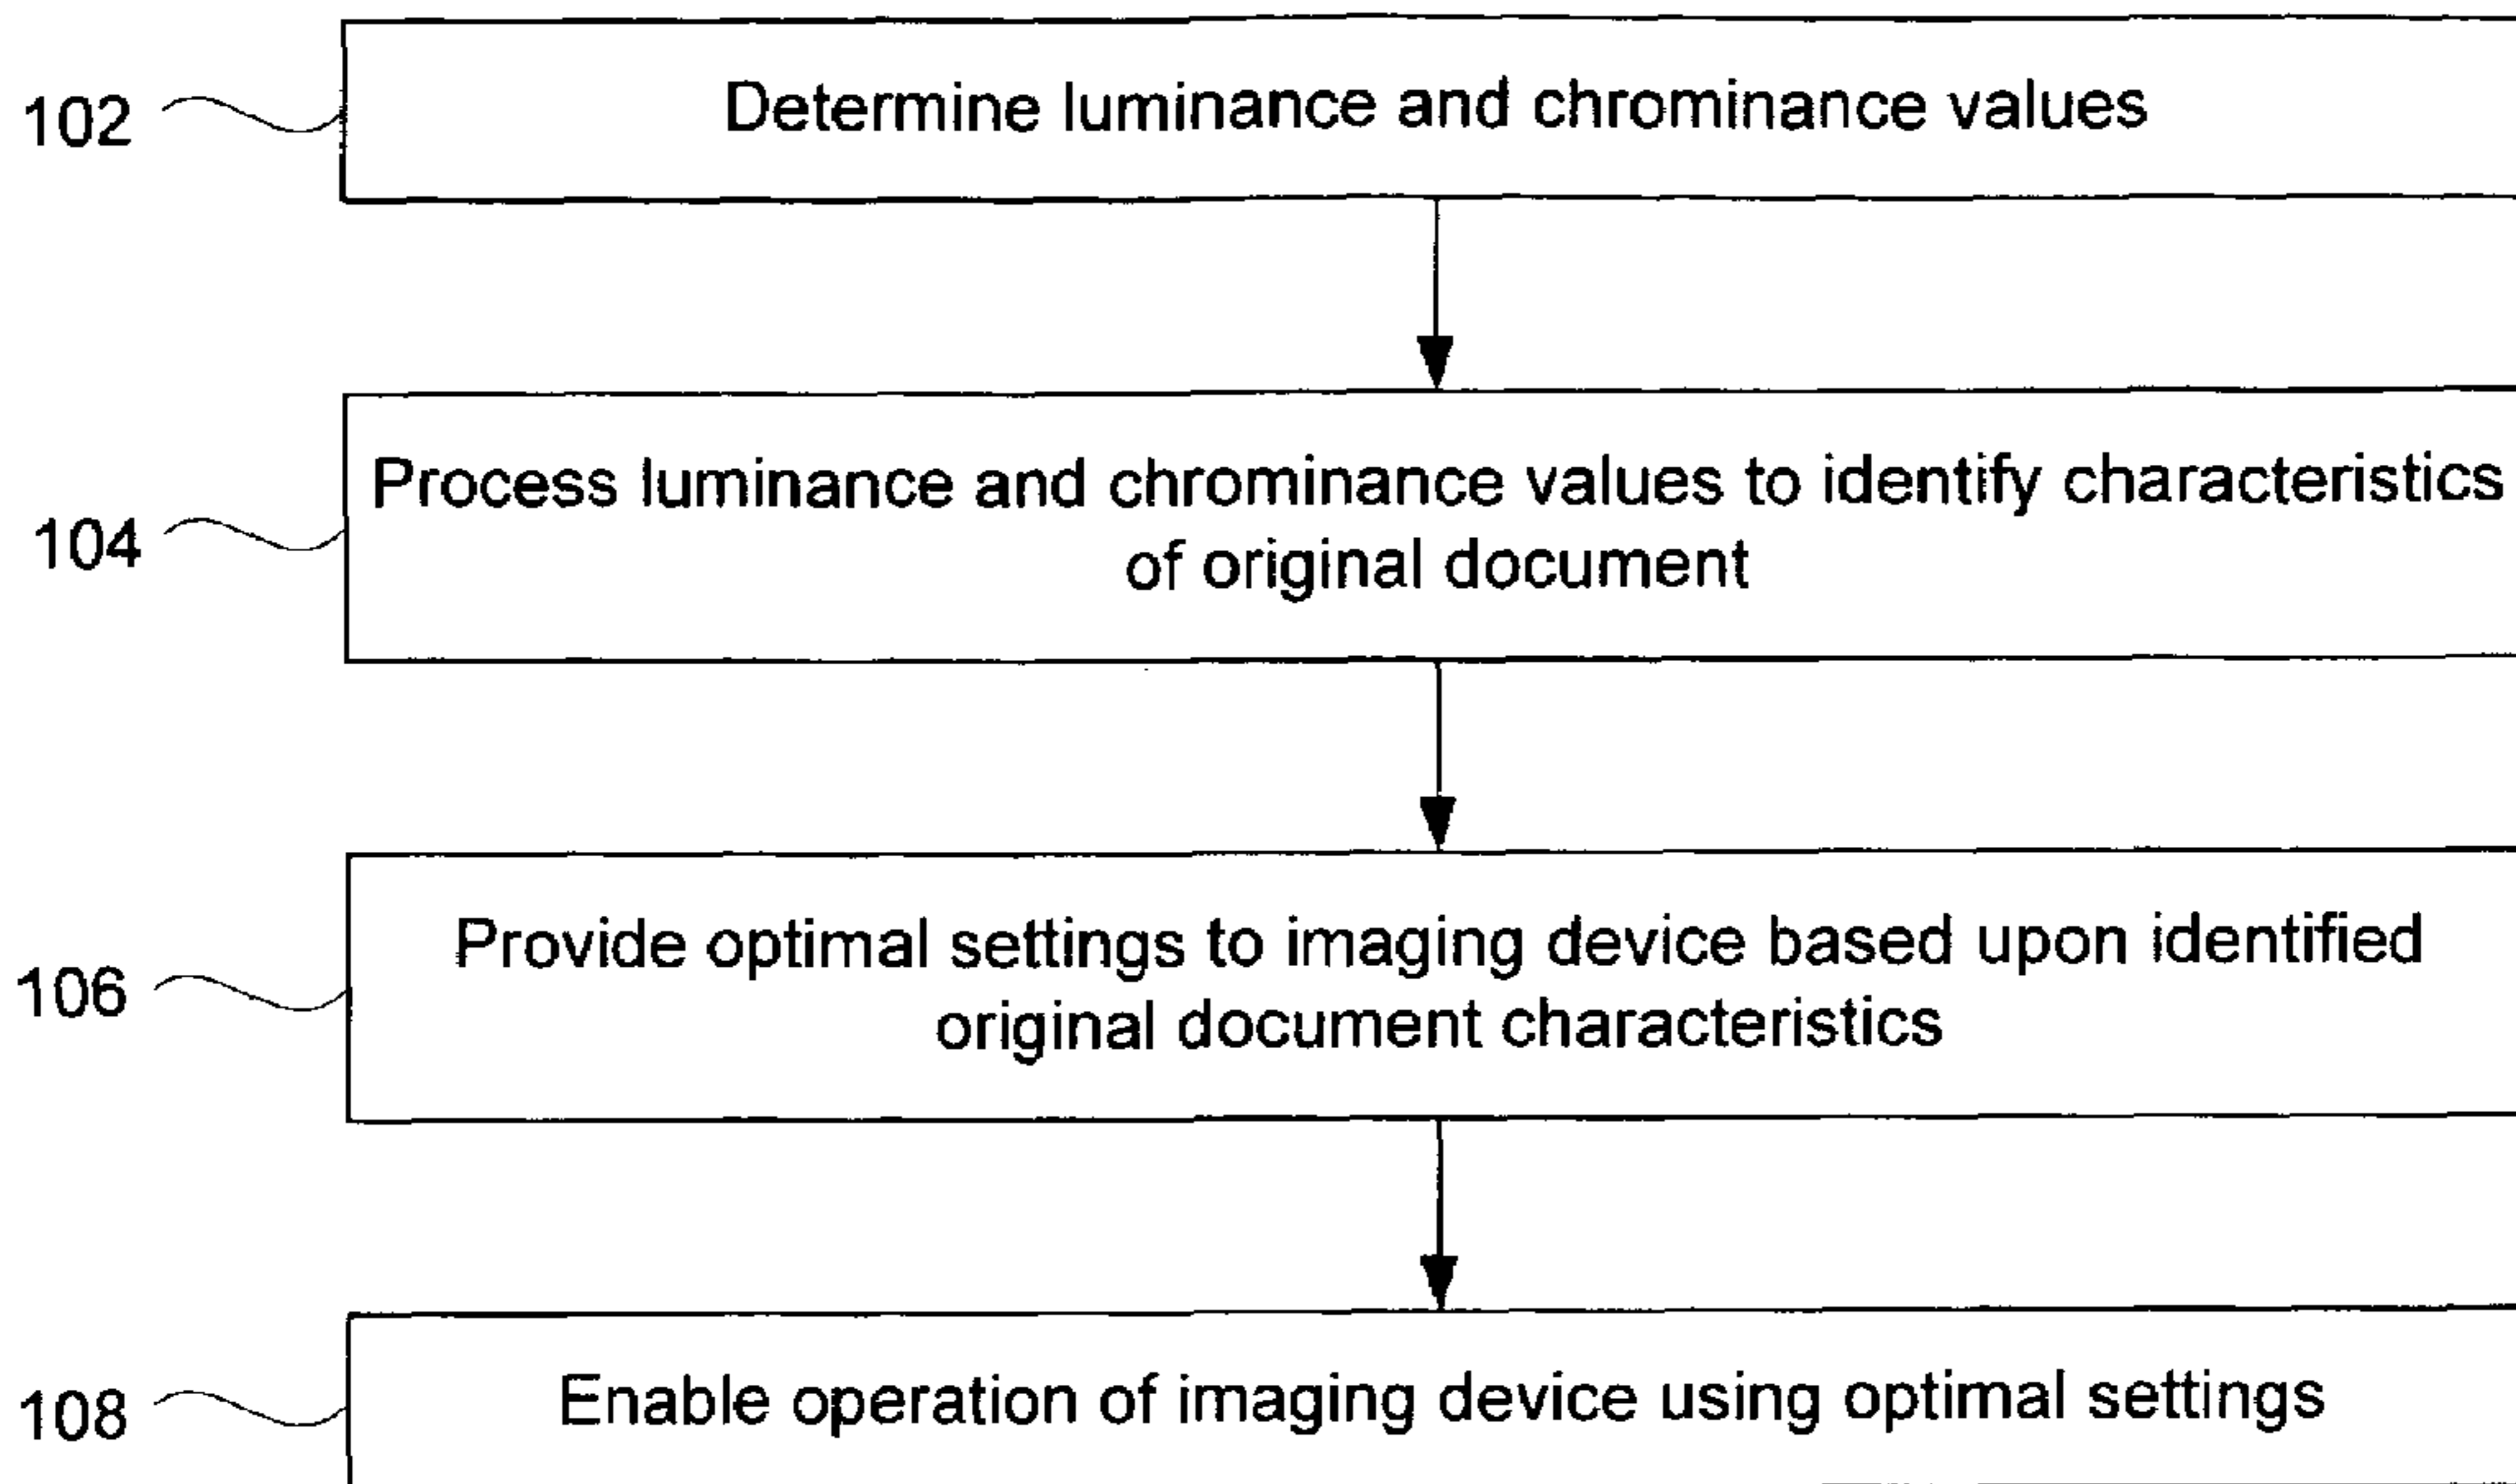 102
Determine luminance and chrominance values
Process luminance and chrominance values to identify characteristics
104
of original document
Provide optimal settings to imaging device based upon identified
106
original document characteristics
108
Enable operation of imaging device using optimal settings